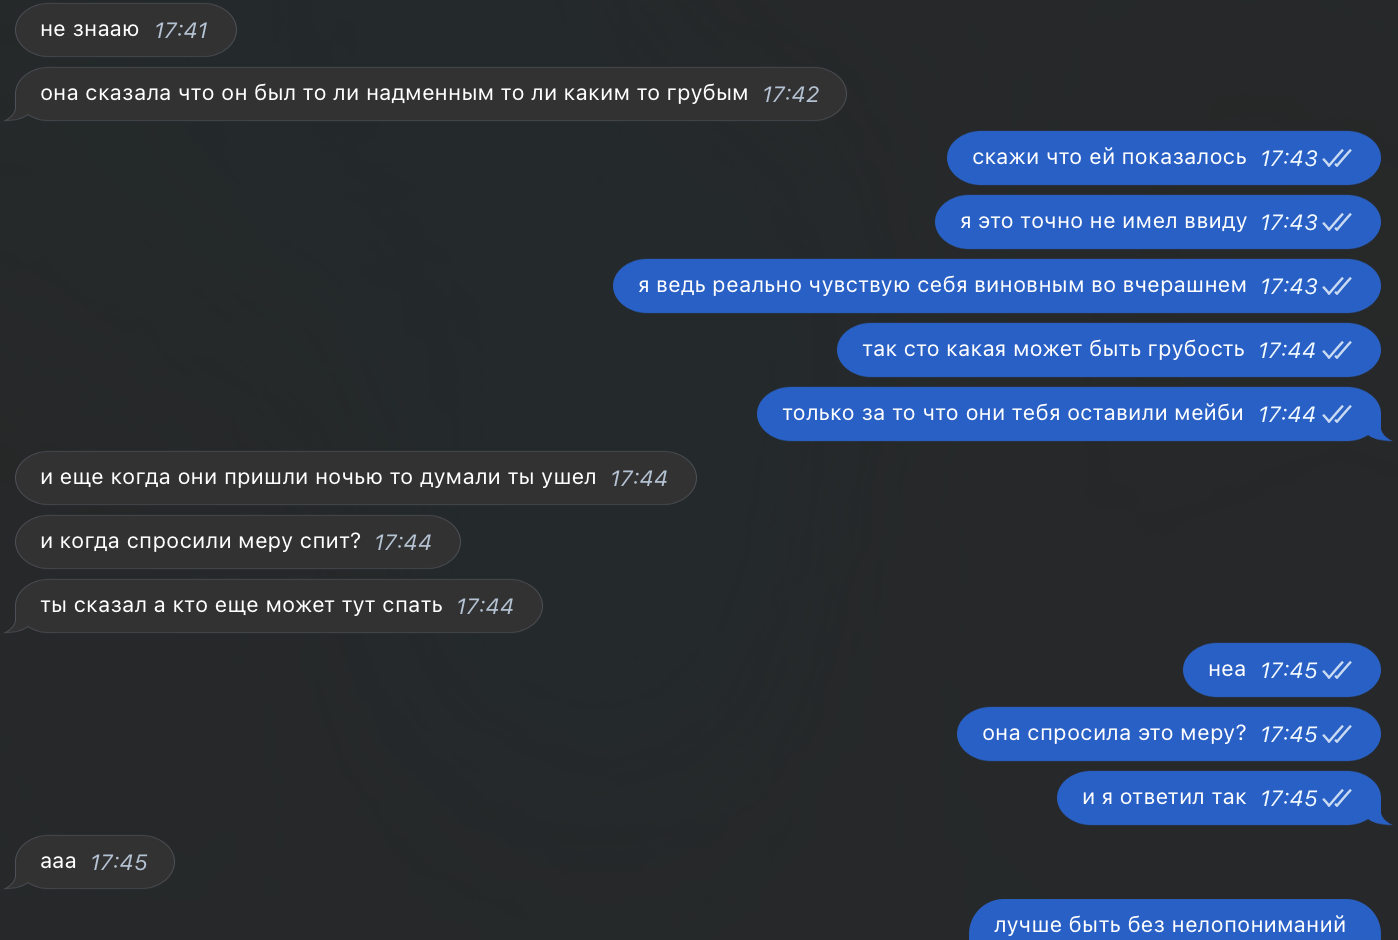 не знааю 17:41
она сказала что он был то ли надменным то ли каким то грубым 17:42
скажи что ей показалось 17:43
я это точно не имел ввиду 17:43
я ведь реально чувствую себя виновным во вчерашнем 17:43
так сто какая может быть грубость 17:44
только за то что они тебя оставили мейби 17:44
и еще когда они пришли ночью то думали ты ушел 17:44
и когда спросили меру спит? 17:44
ты сказал а кто еще может тут спать 17:44
неа 17:45
она спросила это меру? 17:45
и я ответил так 17:45
ааа 17:45
лучше быть без нелопониманий